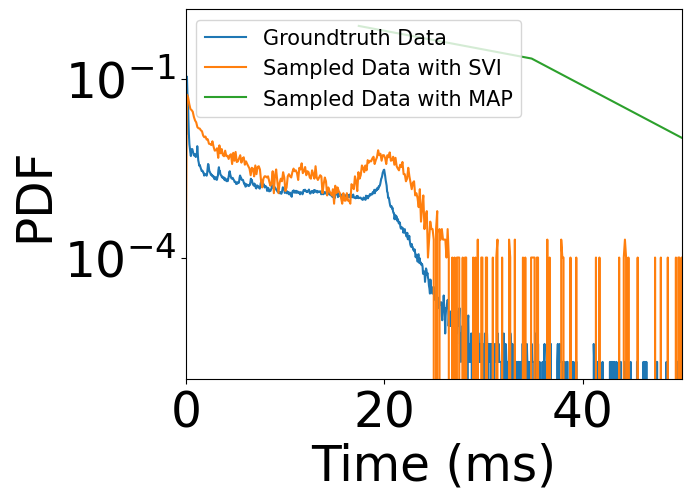 Groundtruth Data
Sampled Data with SVI
Sampled Data with MAP
10⁻¹
10⁻⁴
PDF
0 20 40
Time (ms)